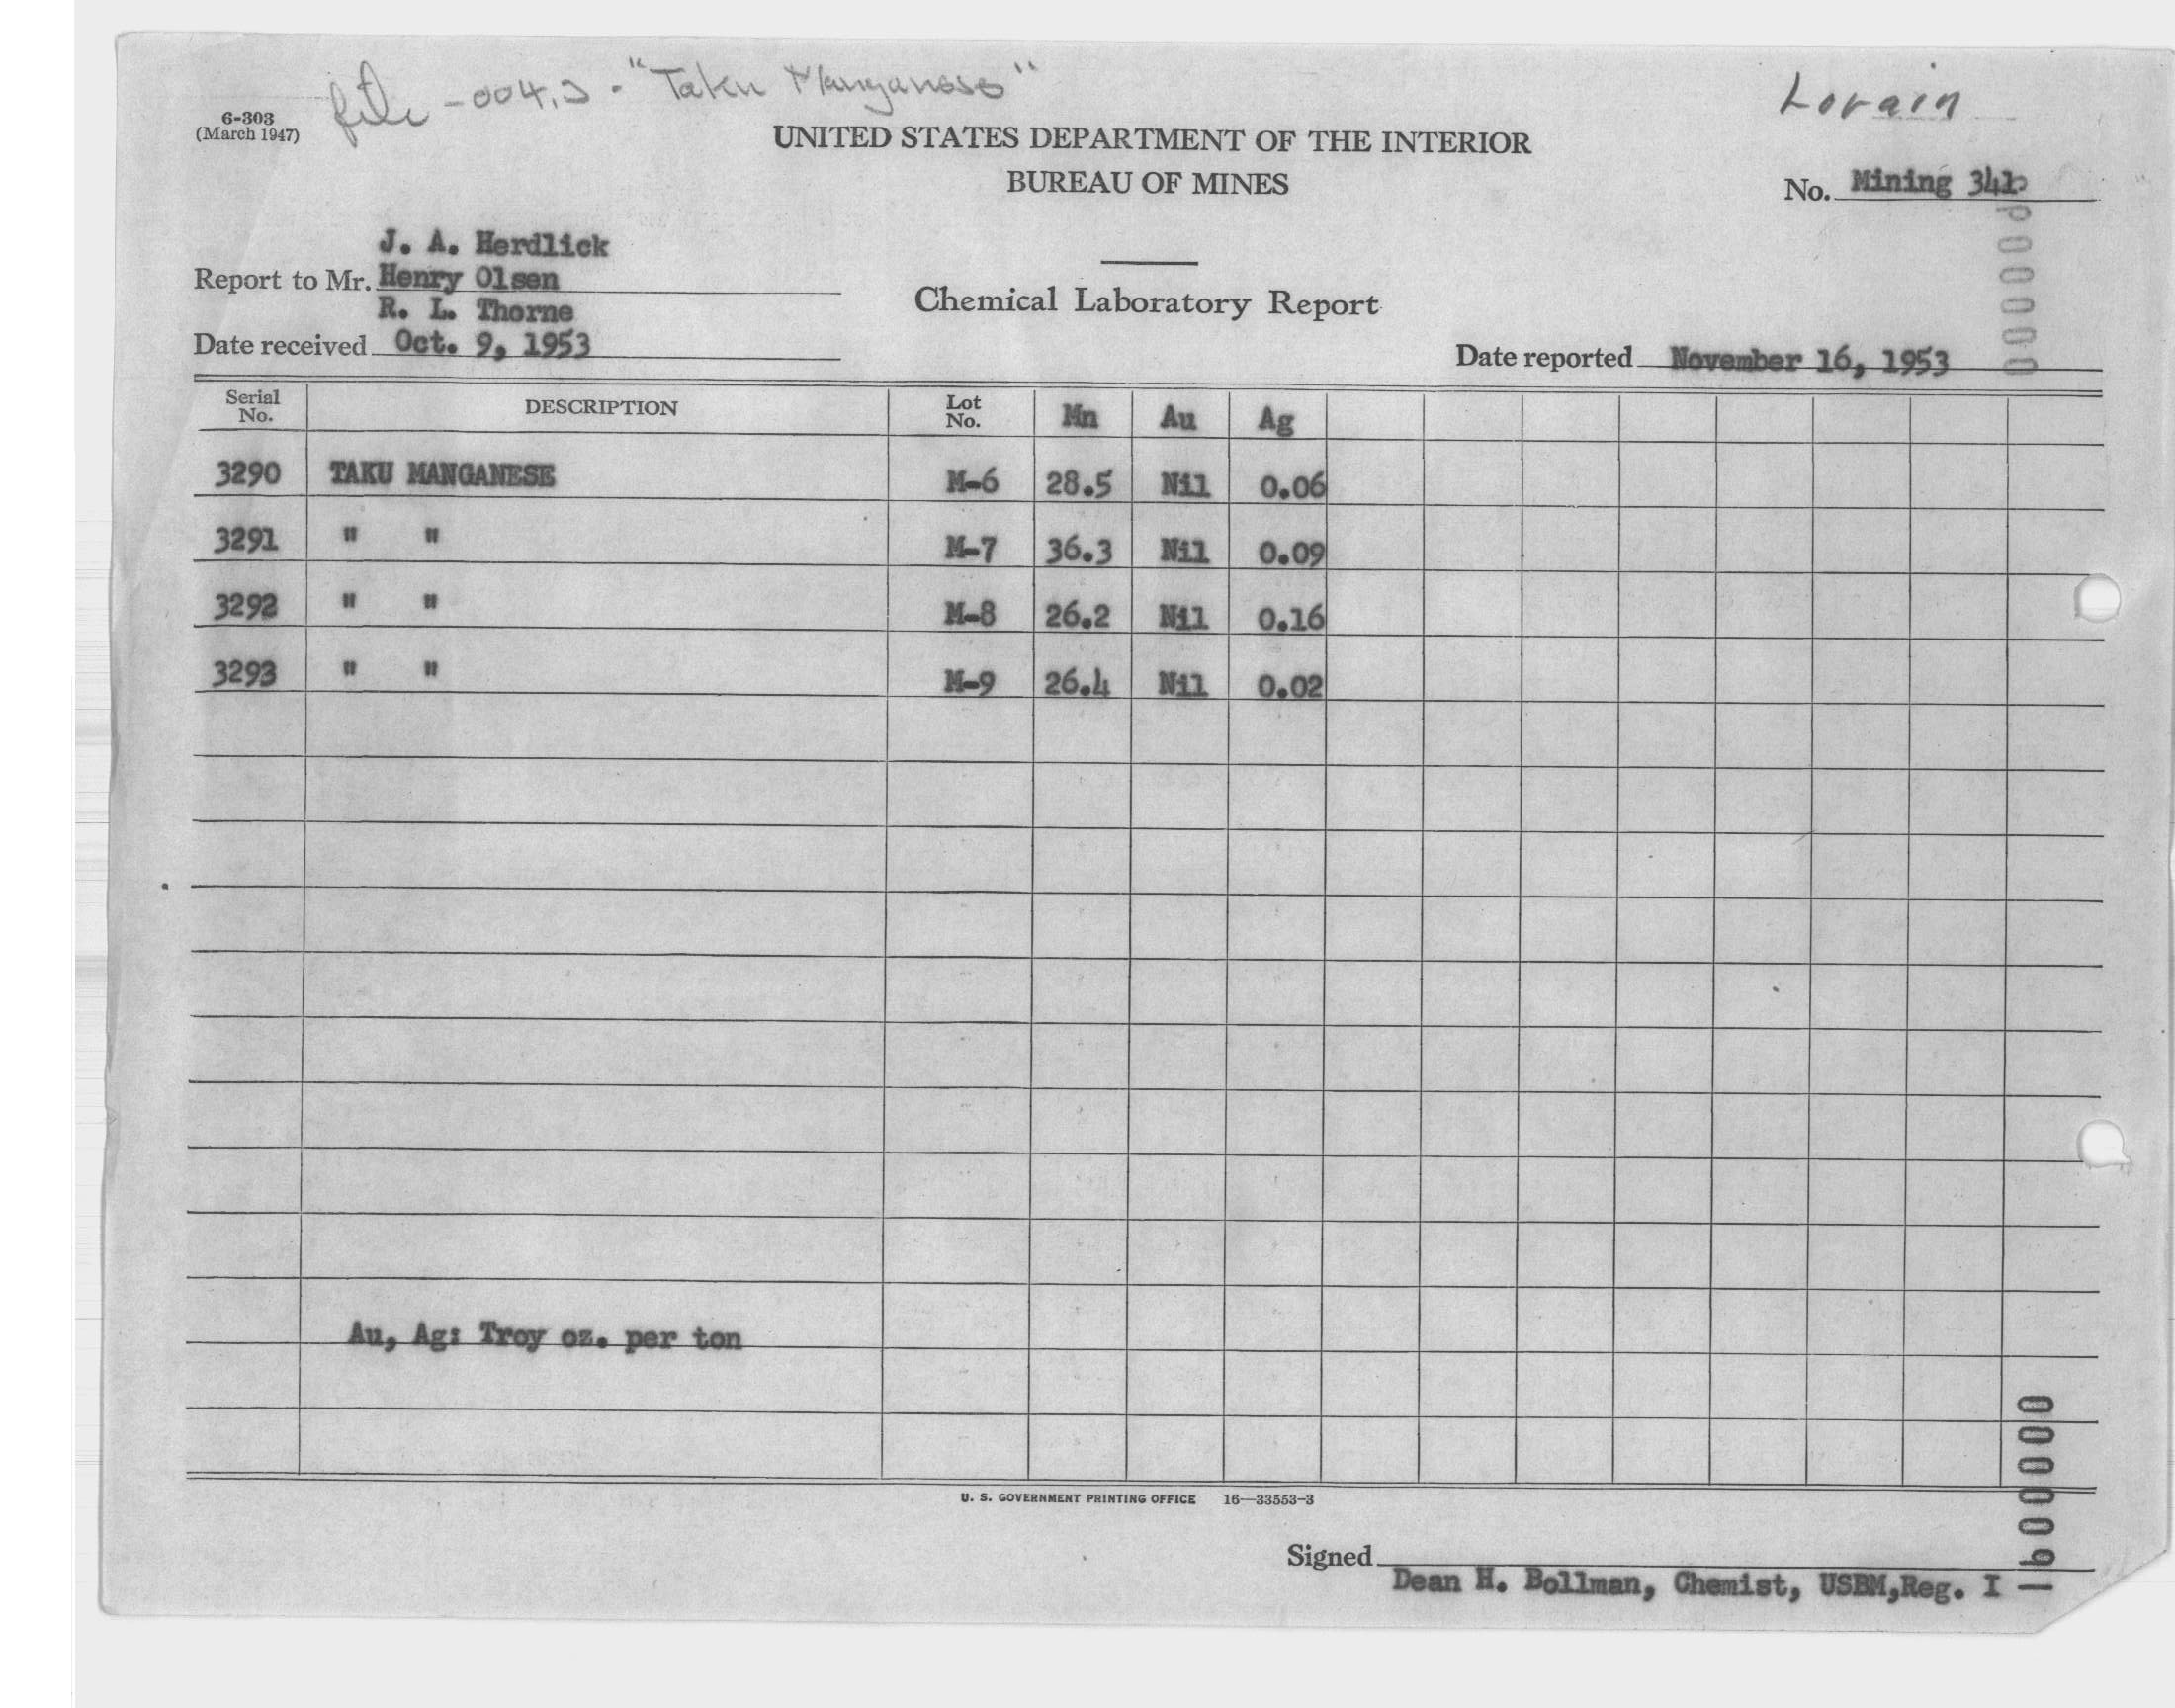 file - 004.3 - "Taku Manganese"
Lorain
6-303
(March 1947)
UNITED STATES DEPARTMENT OF THE INTERIOR
BUREAU OF MINES
No. Mining 341
J. A. Herdlick
Report to Mr. Henry Olsen
R. L. Thorne
Chemical Laboratory Report
Date received Oct. 9, 1953
Date reported November 16, 1953
Serial No. DESCRIPTION Lot No. Mn Au Ag
3290 TAKU MANGANESE M-6 28.5 Nil 0.06
3291 " " M-7 36.3 Nil 0.09
3292 " " M-8 26.2 Nil 0.16
3293 " " M-9 26.4 Nil 0.02
Au, Ag: Troy oz. per ton
U. S. GOVERNMENT PRINTING OFFICE 16—33553-3
Signed
Dean H. Bollman, Chemist, USBM,Reg. I